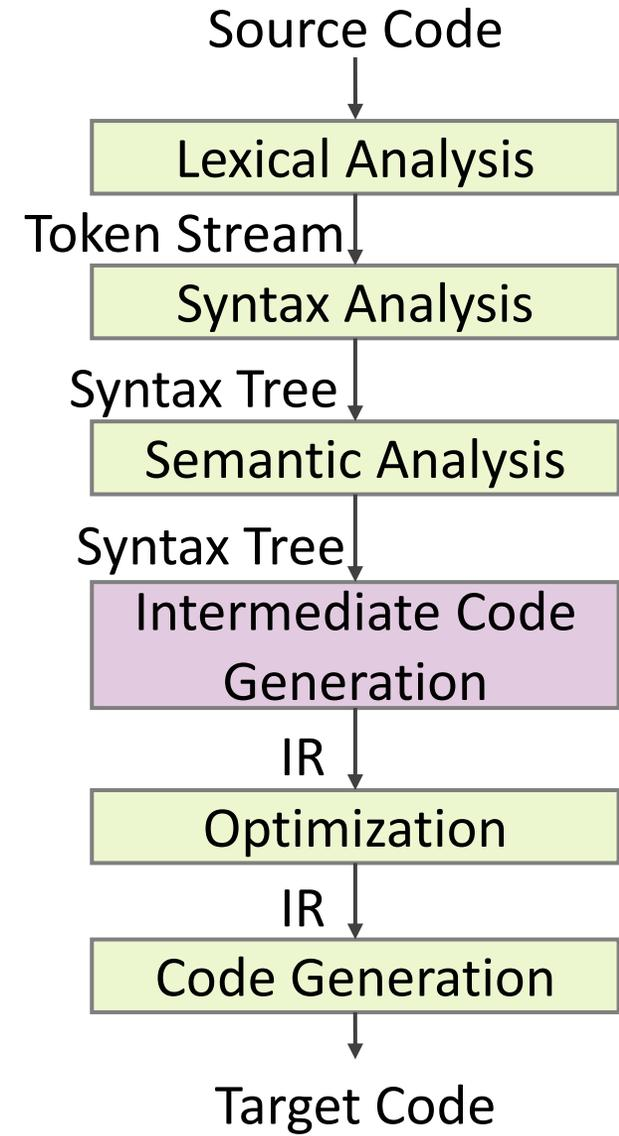 Source Code
Lexical Analysis
Token Stream
Syntax Analysis
Syntax Tree
Semantic Analysis
Syntax Tree
Intermediate Code
Generation
IR
Optimization
IR
Code Generation
Target Code